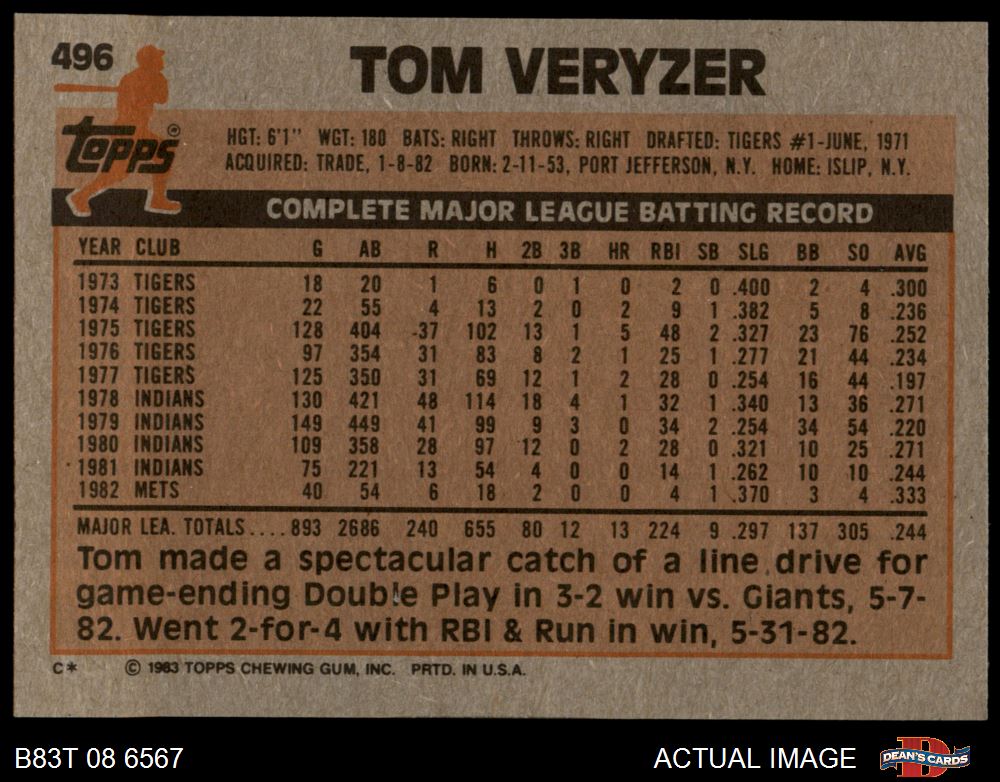 496
TOM VERYZER
Topps®
HGT: 6'1" WGT: 180 BATS: RIGHT THROWS: RIGHT DRAFTED: TIGERS #1-JUNE, 1971
ACQUIRED: TRADE, 1-8-82 BORN: 2-11-53, PORT JEFFERSON, N.Y. HOME: ISLIP, N.Y.
COMPLETE MAJOR LEAGUE BATTING RECORD
YEAR CLUB G AB R H 2B 3B HR RBI SB SLG BB SO AVG
1973 TIGERS 18 20 1 6 0 1 0 2 0 .400 2 4 .300
1974 TIGERS 22 55 4 13 2 0 2 9 1 .382 5 8 .236
1975 TIGERS 128 404 37 102 13 1 5 48 2 .327 23 76 .252
1976 TIGERS 97 354 31 83 8 2 1 25 1 .277 21 44 .234
1977 TIGERS 125 350 31 69 12 1 2 28 0 .254 16 44 .197
1978 INDIANS 130 421 48 114 18 4 1 32 1 .340 13 36 .271
1979 INDIANS 149 449 41 99 9 3 0 34 2 .254 34 54 .220
1980 INDIANS 109 358 28 97 12 0 2 28 0 .321 10 25 .271
1981 INDIANS 75 221 13 54 4 0 0 14 1 .262 10 10 .244
1982 METS 40 54 6 18 2 0 0 4 1 .370 3 4 .333
MAJOR LEA. TOTALS....893 2686 240 655 80 12 13 224 9 .297 137 305 .244
Tom made a spectacular catch of a line drive for
game-ending Double Play in 3-2 win vs. Giants, 5-7-
82. Went 2-for-4 with RBI & Run in win, 5-31-82.
C* © 1983 TOPPS CHEWING GUM, INC. PRTD. IN U.S.A.
B83T 08 6567 ACTUAL IMAGE DEAN'S CARDS